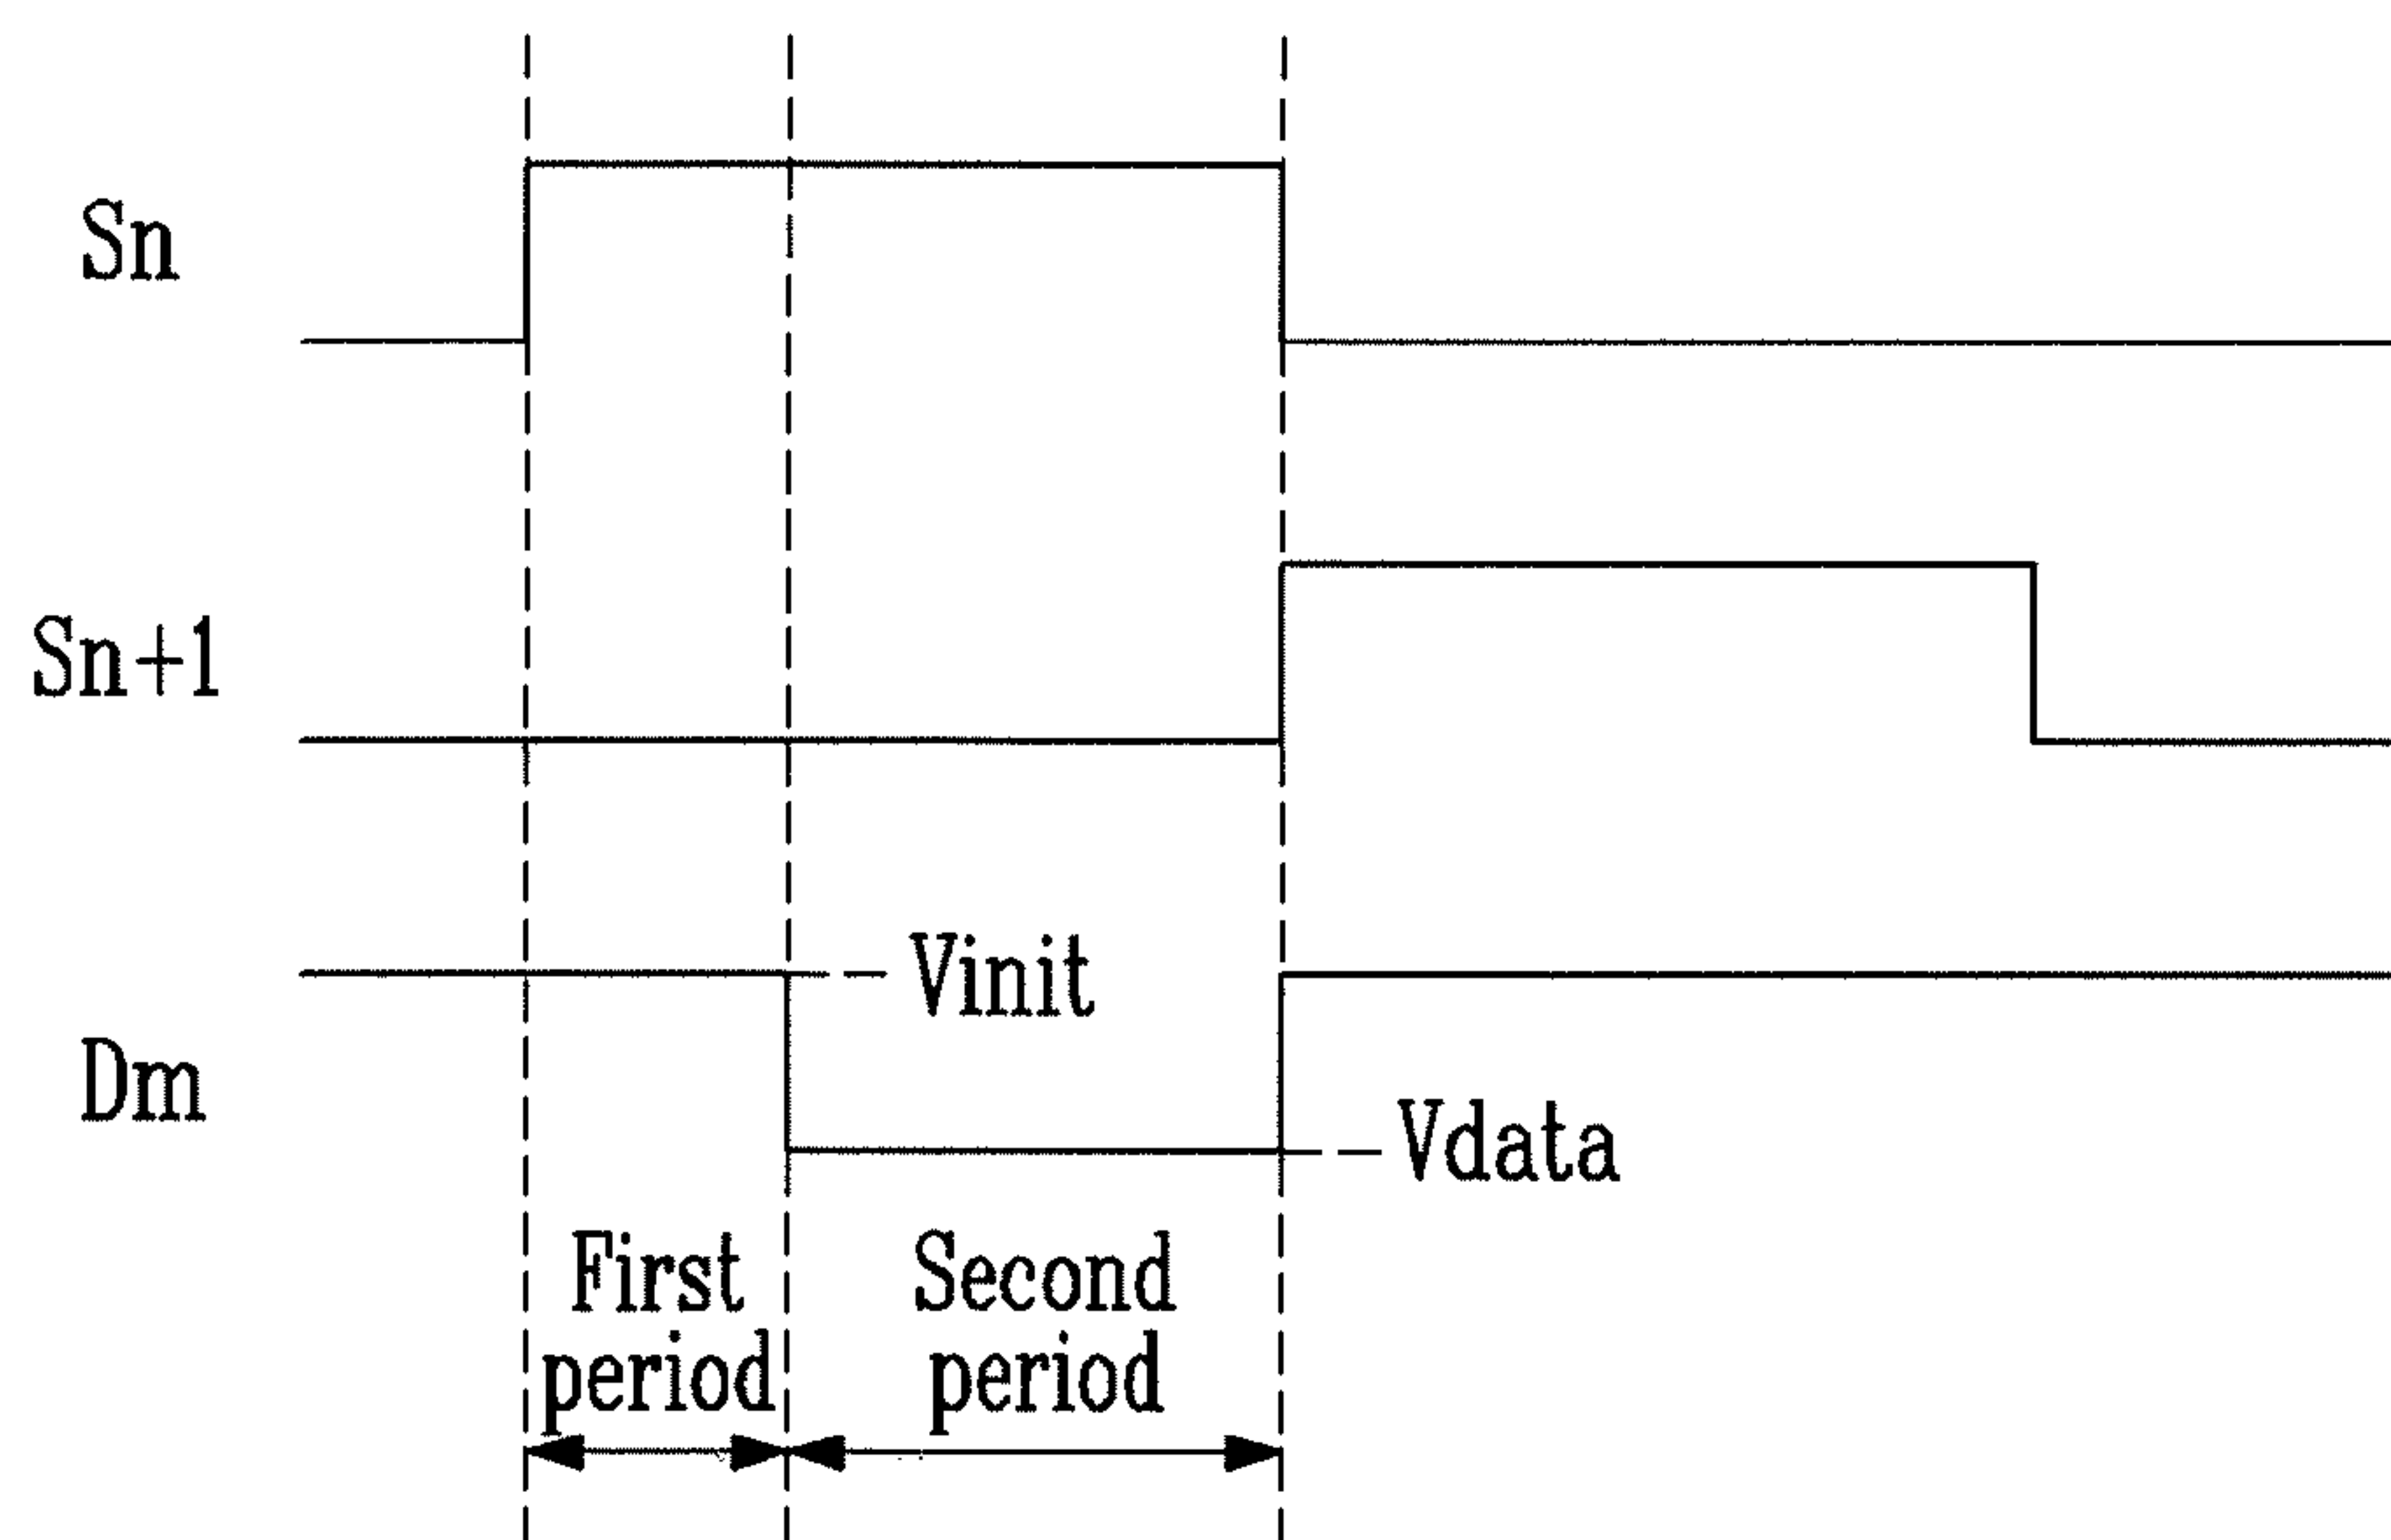 Sn
Sn+1
Vinit
Dm
Vdata
First period
Second period